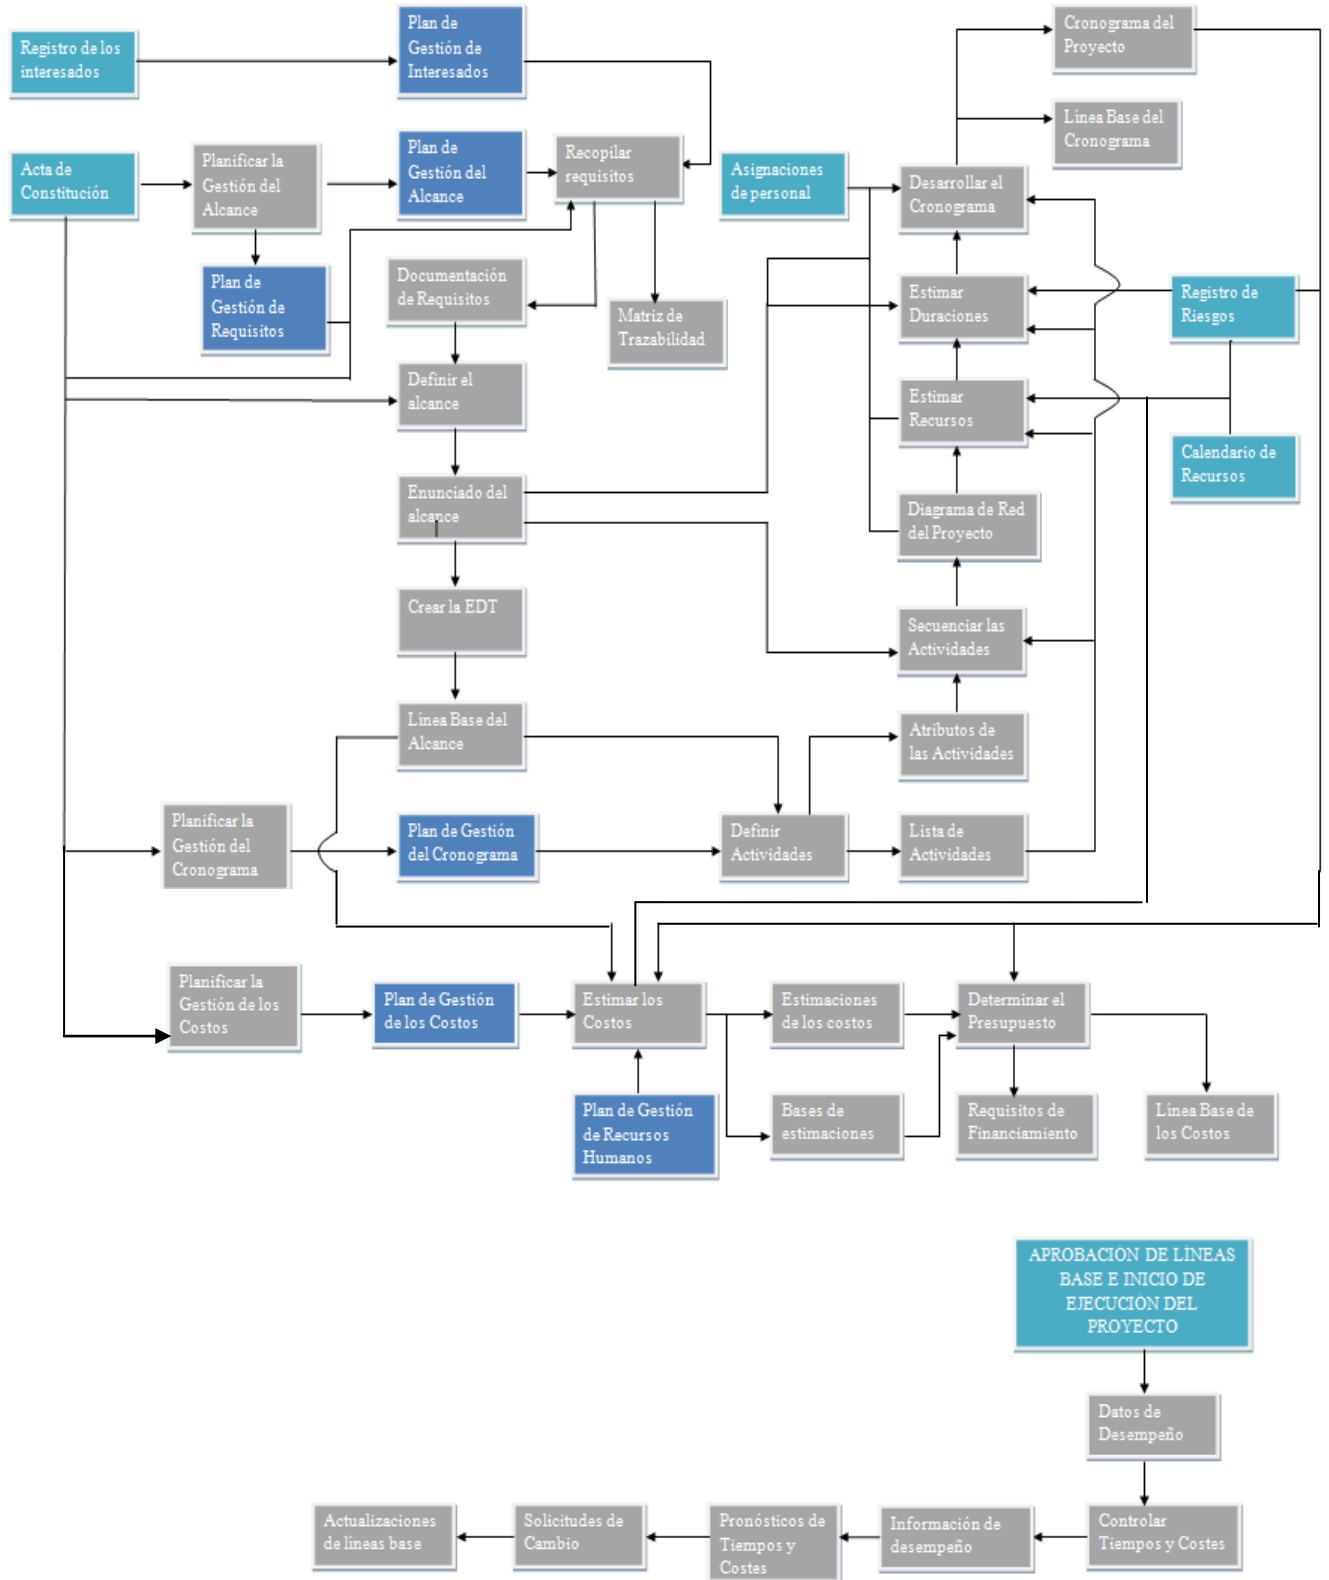 Registro de los
interesados
Plan de
Gestión de
Interesados
Cronograma del
Proyecto
Línea Base del
Cronograma
Acta de
Constitución
Planificar la
Gestión del
Alcance
Plan de
Gestión del
Alcance
Recopilar
requisitos
Asignaciones
de personal
Desarrollar el
Cronograma
Plan de
Gestión de
Requisitos
Documentación
de Requisitos
Matriz de
Trazabilidad
Estimar
Duraciones
Registro de
Riesgos
Definir el
alcance
Estimar
Recursos
Calendario de
Recursos
Enunciado del
alcance
Diagrama de Red
del Proyecto
Crear la EDT
Secuenciar las
Actividades
Línea Base del
Alcance
Atributos de
las Actividades
Planificar la
Gestión del
Cronograma
Plan de Gestión
del Cronograma
Definir
Actividades
Lista de
Actividades
Planificar la
Gestión de los
Costos
Plan de Gestión
de los Costos
Estimar los
Costos
Estimaciones
de los costos
Determinar el
Presupuesto
Plan de Gestión
de Recursos
Humanos
Bases de
estimaciones
Requisitos de
Financiamiento
Línea Base de
los Costos
APROBACIÓN DE LÍNEAS
BASE E INICIO DE
EJECUCIÓN DEL
PROYECTO
Datos de
Desempeño
Controlar
Tiempos y Costes
Información de
desempeño
Pronósticos de
Tiempos y
Costes
Solicitudes de
Cambio
Actualizaciones
de líneas base